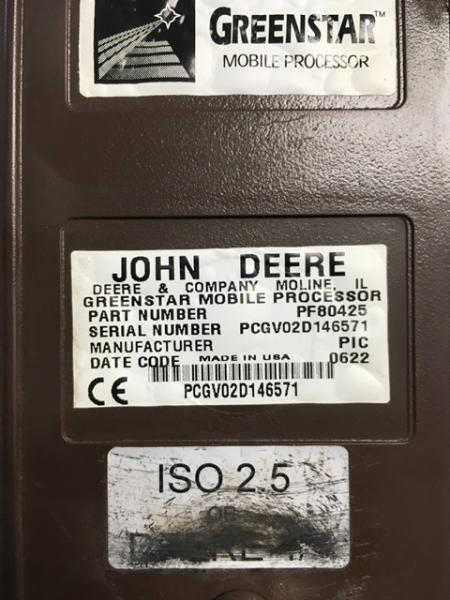 GREENSTAR™
MOBILE PROCESSOR
JOHN DEERE
DEERE & COMPANY MOLINE, IL
GREENSTAR MOBILE PROCESSOR
PART NUMBER PF80425
SERIAL NUMBER PCGV02D146571
MANUFACTURER PIC
DATE CODE MADE IN USA 0622
CE PCGV02D146571
ISO 2.5
OR